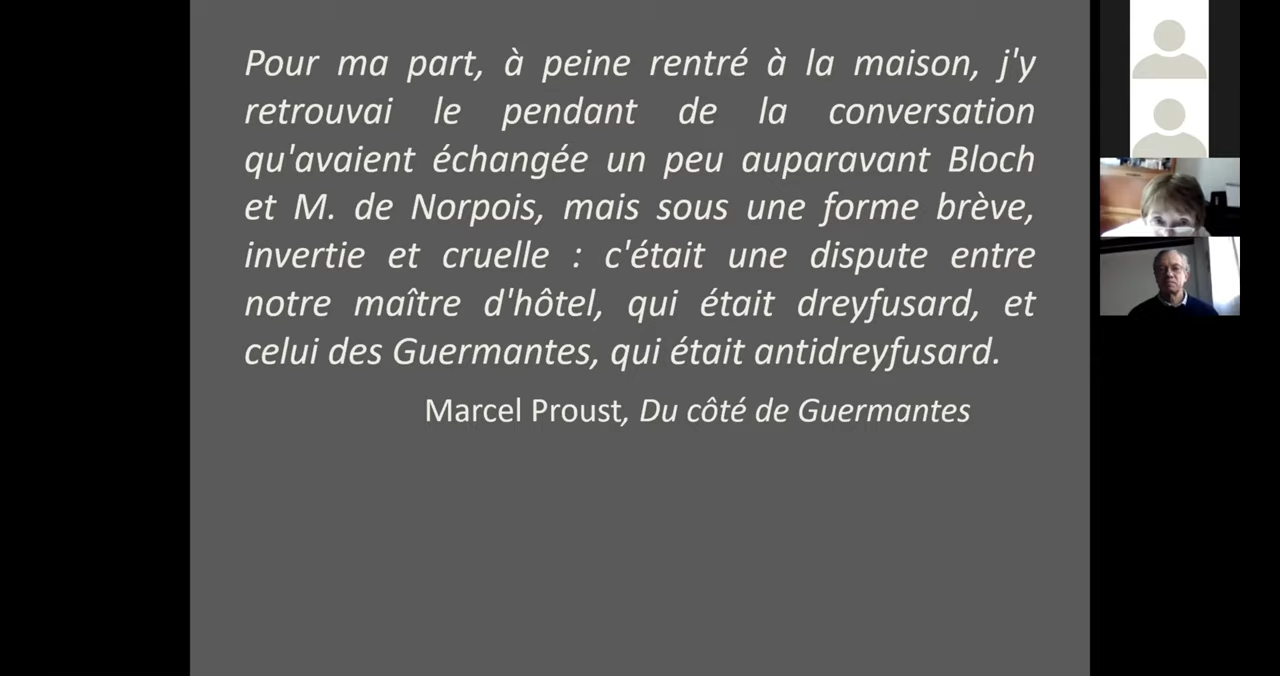 Pour ma part, à peine rentré à la maison, j'y
retrouvai le pendant de la conversation
qu'avaient échangée un peu auparavant Bloch
et M. de Norpois, mais sous une forme brève,
invertie et cruelle : c'était une dispute entre
notre maître d'hôtel, qui était dreyfusard, et
celui des Guermantes, qui était antidreyfusard.
Marcel Proust, Du côté de Guermantes